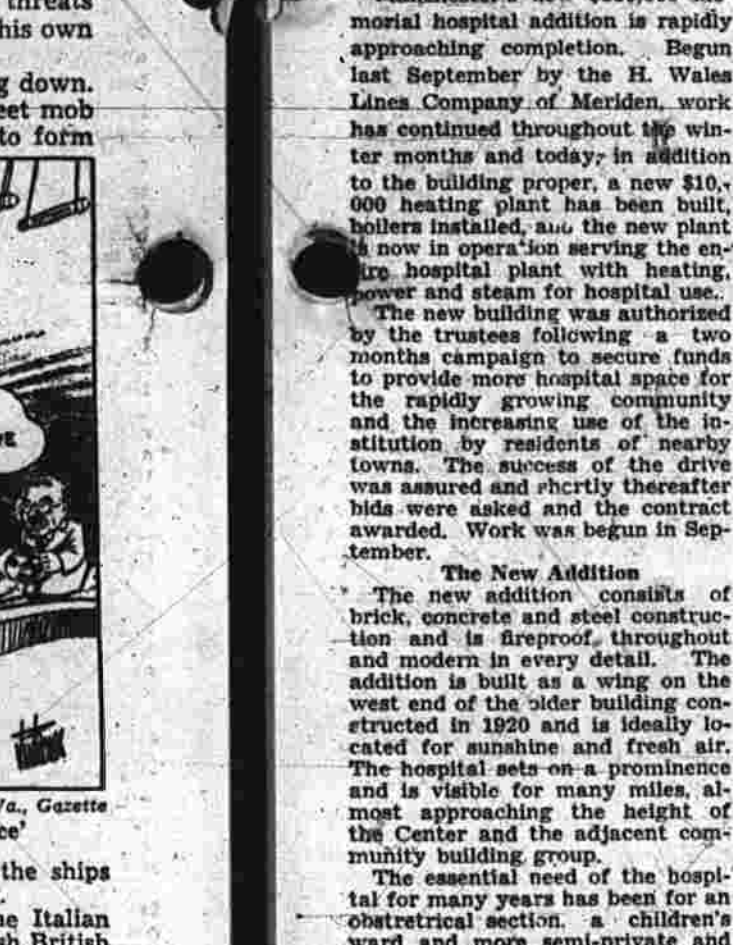 threats
his own
g down.
eet mob
to form
E
Va., Gazette
ce'
the ships
e Italian
sh British
morial hospital addition is rapidly
approaching completion. Begun
last September by the H. Wales
Lines Company of Meriden, work
has continued throughout the win-
ter months and today, in addition
to the building proper, a new $10,-
000 heating plant has been built,
boilers installed, and the new plant
is now in operation serving the en-
tire hospital plant with heating,
power and steam for hospital use.
The new building was authorized
by the trustees following a two
months campaign to secure funds
to provide more hospital space for
the rapidly growing community
and the increasing use of the in-
stitution by residents of nearby
towns. The success of the drive
was assured and shortly thereafter
bids were asked and the contract
awarded. Work was begun in Sep-
tember.
The New Addition
The new addition consists of
brick, concrete and steel construc-
tion and is fireproof throughout
and modern in every detail. The
addition is built as a wing on the
west end of the older building con-
structed in 1920 and is ideally lo-
cated for sunshine and fresh air.
The hospital sets on a prominence
and is visible for many miles, al-
most approaching the height of
the Center and the adjacent com-
munity building group.
The essential need of the hospi-
tal for many years has been for an
obstretrical section, a children's
ward and more semi-private and